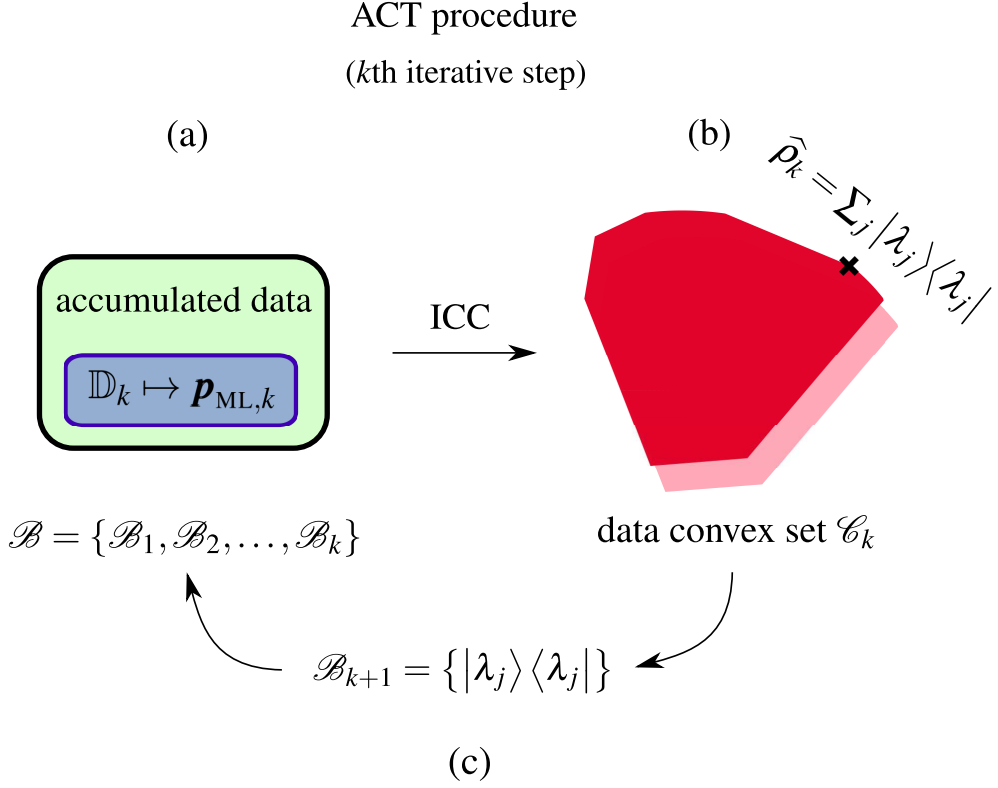 ACT procedure
(kth iterative step)
(a)
(b)
ρ̂ₖ = Σⱼ |λⱼ⟩⟨λⱼ|
accumulated data
𝔻ₖ ↦ p_ML,k
ICC
ℬ = {ℬ₁, ℬ₂, …, ℬₖ}
data convex set 𝒞ₖ
ℬₖ₊₁ = {|λⱼ⟩⟨λⱼ|}
(c)